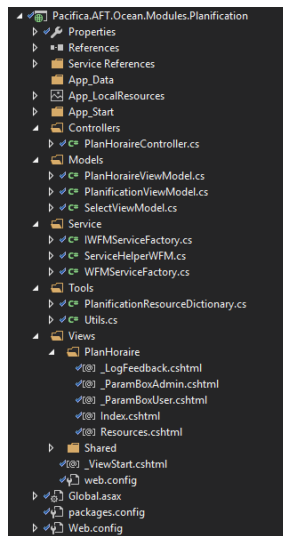 Pacifica.AFT.Ocean.Modules.Planification
Properties
References
Service References
App_Data
App_LocalResources
App_Start
Controllers
C# PlanHoraireController.cs
Models
C# PlanHoraireViewModel.cs
C# PlanificationViewModel.cs
C# SelectViewModel.cs
Service
C# IWFMServiceFactory.cs
C# ServiceHelperWFM.cs
C# WFMServiceFactory.cs
Tools
C# PlanificationResourceDictionary.cs
C# Utils.cs
Views
PlanHoraire
[@] _LogFeedback.cshtml
[@] _ParamBoxAdmin.cshtml
[@] _ParamBoxUser.cshtml
[@] Index.cshtml
[@] Resources.cshtml
Shared
[@] _ViewStart.cshtml
web.config
Global.asax
packages.config
Web.config